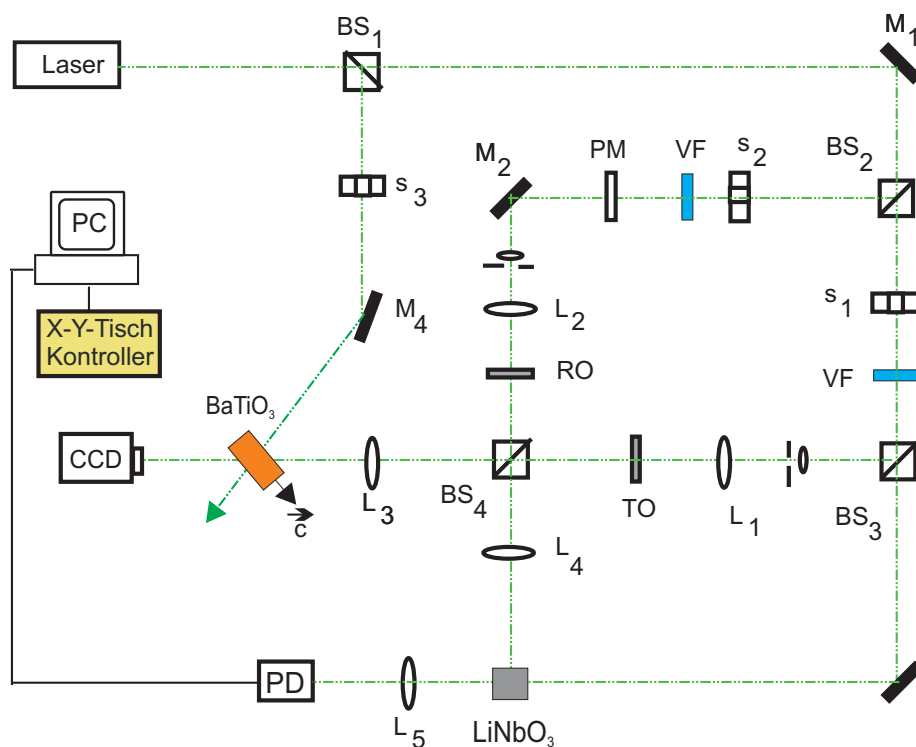 Laser
BS1
M1
M2
PM
VF
s2
BS2
s3
PC
M4
L2
s1
X-Y-Tisch
Kontroller
RO
VF
BaTiO3
CCD
L3
BS4
TO
L1
BS3
c
L4
PD
L5
LiNbO3